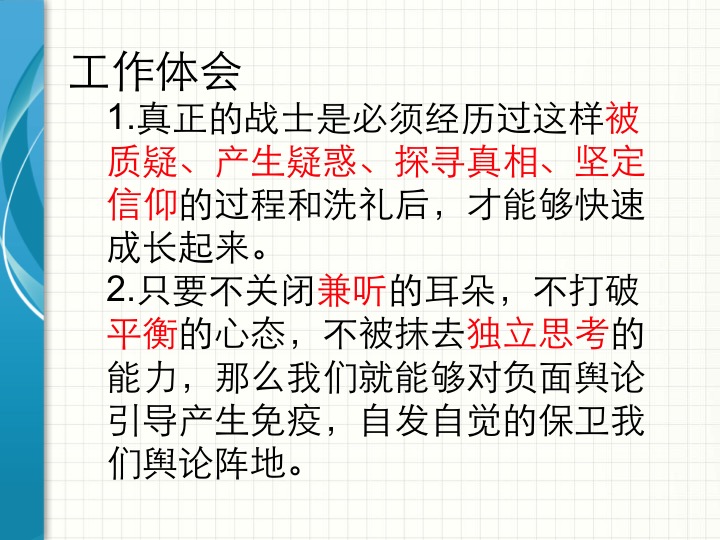 工作体会
1.真正的战士是必须经历过这样被
质疑、产生疑惑、探寻真相、坚定
信仰的过程和洗礼后，才能够快速
成长起来。
2.只要不关闭兼听的耳朵，不打破
平衡的心态，不被抹去独立思考的
能力，那么我们就能够对负面舆论
引导产生免疫，自发自觉的保卫我
们舆论阵地。